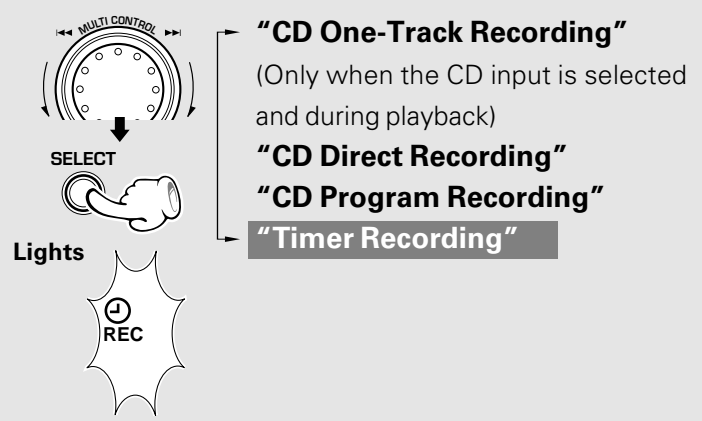 MULTI CONTROL
"CD One-Track Recording"
(Only when the CD input is selected
and during playback)
SELECT
"CD Direct Recording"
"CD Program Recording"
"Timer Recording"
Lights
REC